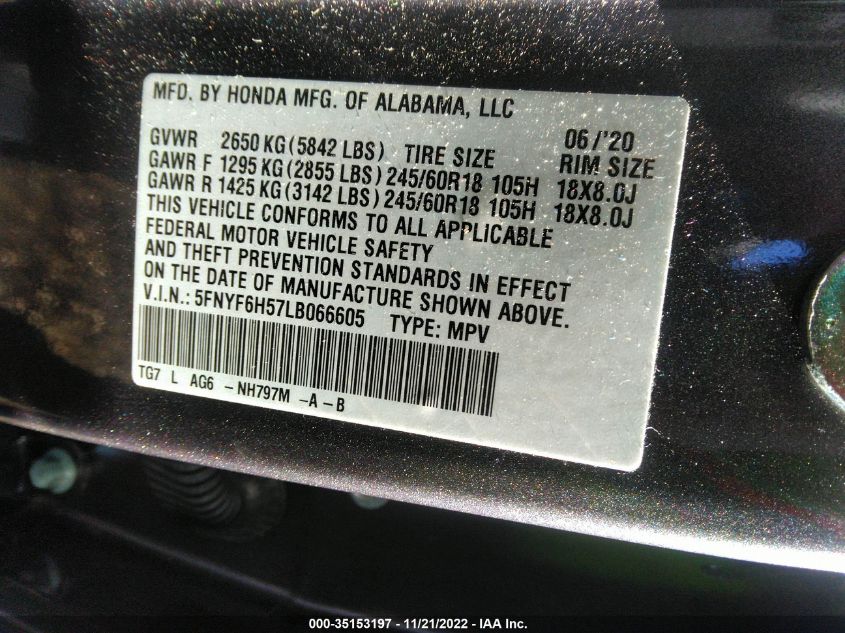 MFD. BY HONDA MFG. OF ALABAMA, LLC
GVWR 2650 KG (5842 LBS) TIRE SIZE 06 / '20 RIM SIZE
GAWR F 1295 KG (2855 LBS) 245/60R18 105H 18X8.0J
GAWR R 1425 KG (3142 LBS) 245/60R18 105H 18X8.0J
THIS VEHICLE CONFORMS TO ALL APPLICABLE
FEDERAL MOTOR VEHICLE SAFETY
AND THEFT PREVENTION STANDARDS IN EFFECT
ON THE DATE OF MANUFACTURE SHOWN ABOVE.
V.I.N.: 5FNYF6H57LB066605 TYPE: MPV
TG7 L AG6 -NH797M -A -B
000-35153197 - 11/21/2022 - IAA Inc.